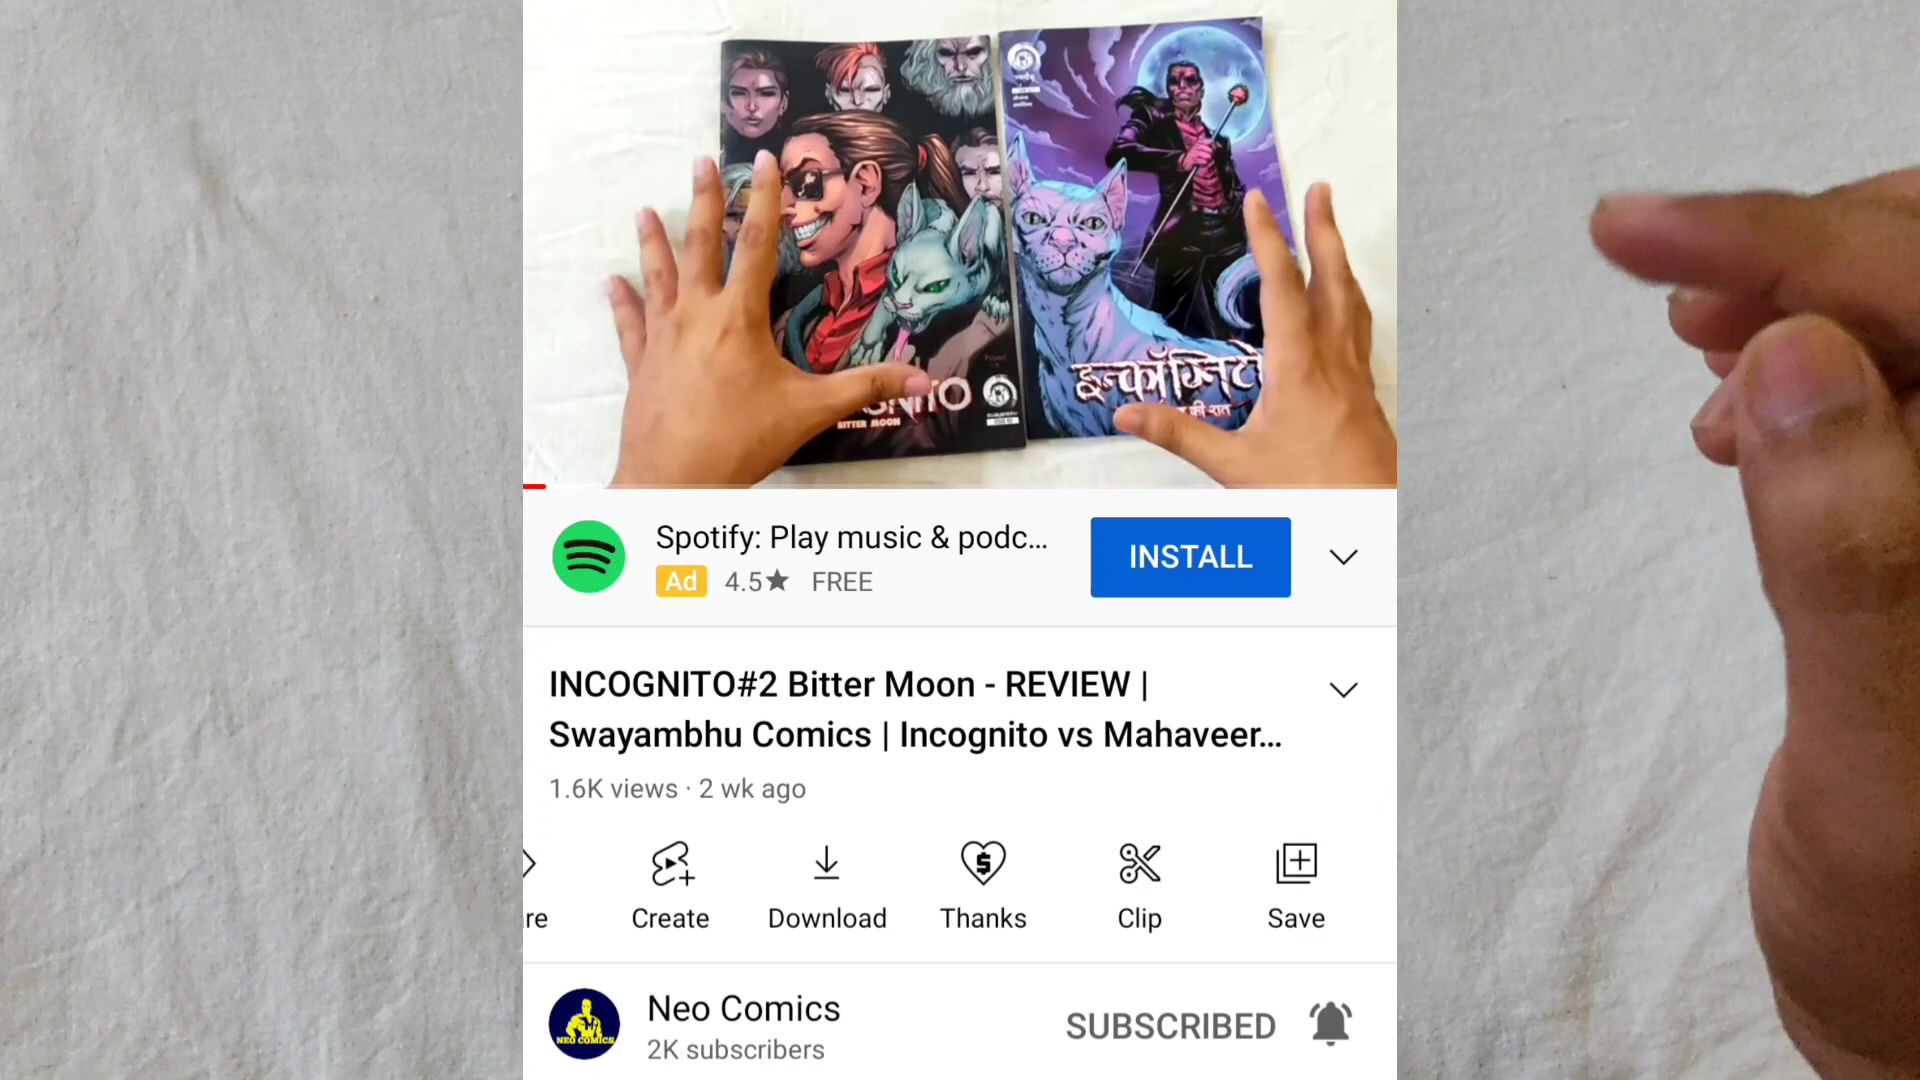 BITTER MOON
इन्कॉग्निटो
की रात
Spotify: Play music & podc...
INSTALL
Ad 4.5★ FREE
INCOGNITO#2 Bitter Moon - REVIEW |
Swayambhu Comics | Incognito vs Mahaveer...
1.6K views · 2 wk ago
re
Create
Download
Thanks
Clip
Save
NEO COMICS
Neo Comics
2K subscribers
SUBSCRIBED